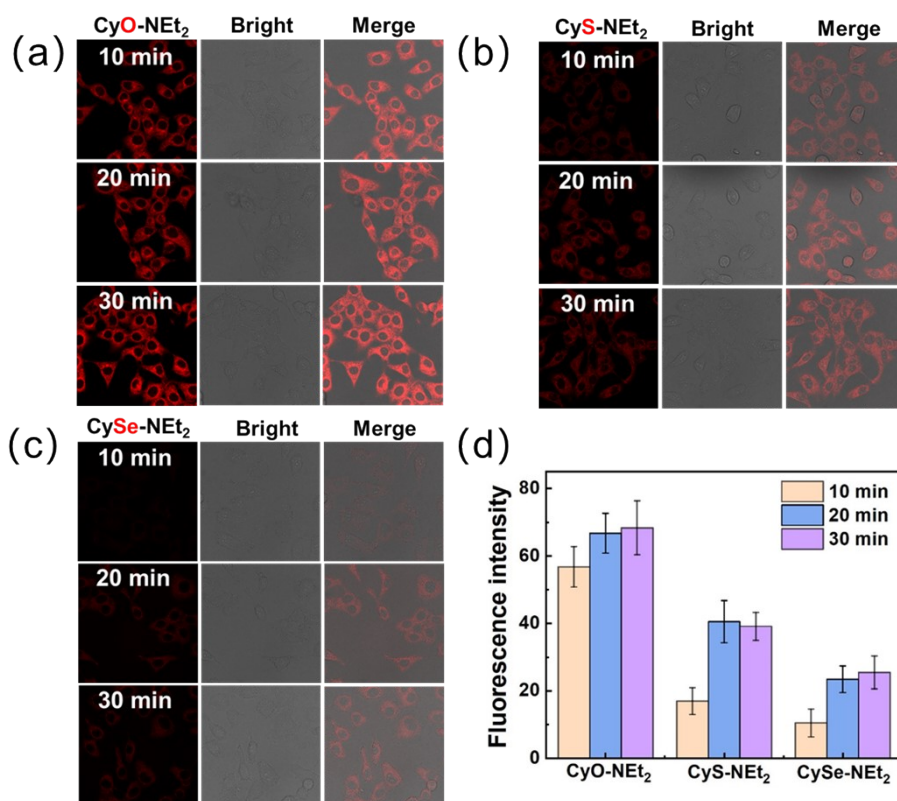 (a)
CyO-NEt₂ Bright Merge
10 min
20 min
30 min
(b)
CyS-NEt₂ Bright Merge
10 min
20 min
30 min
(c)
CySe-NEt₂ Bright Merge
10 min
20 min
30 min
(d)
Fluorescence intensity
80
60
40
20
0
10 min
20 min
30 min
CyO-NEt₂ CyS-NEt₂ CySe-NEt₂